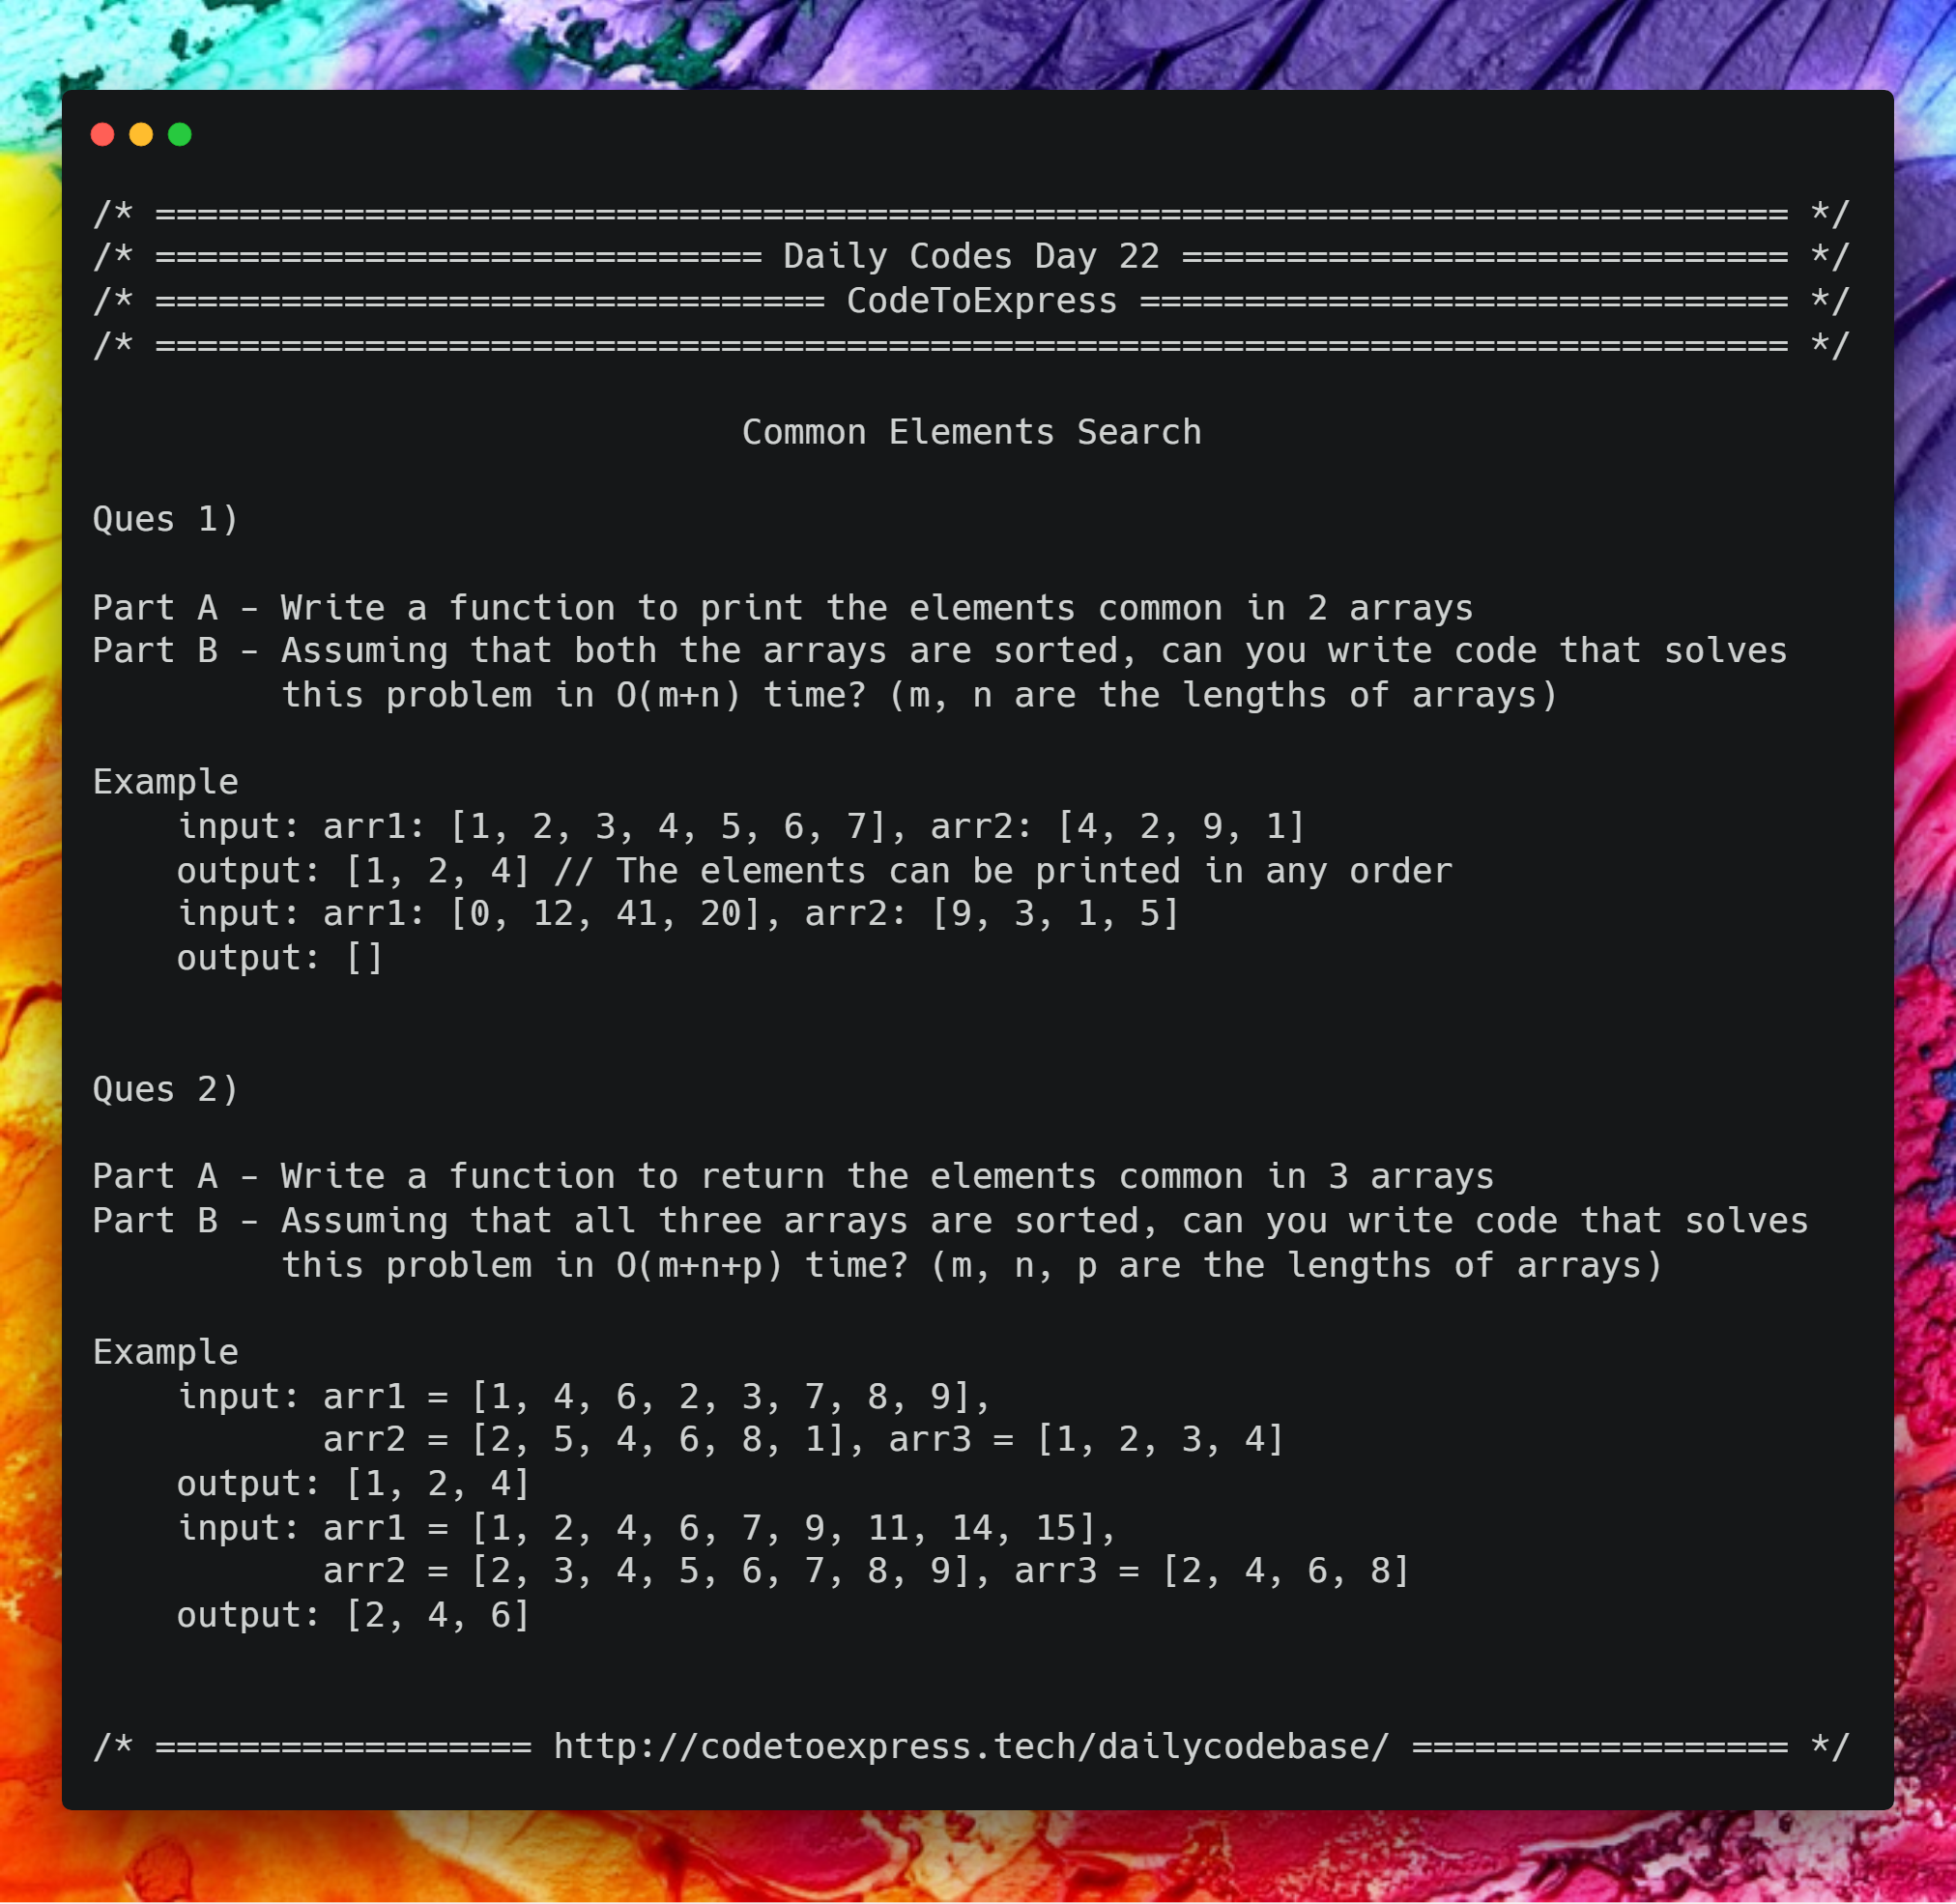 /* ============================================================================== */
/* ============================= Daily Codes Day 22 ============================= */
/* ================================ CodeToExpress =============================== */
/* ============================================================================== */
Common Elements Search
Ques 1)
Part A – Write a function to print the elements common in 2 arrays
Part B – Assuming that both the arrays are sorted, can you write code that solves
this problem in O(m+n) time? (m, n are the lengths of arrays)
Example
input: arr1: [1, 2, 3, 4, 5, 6, 7], arr2: [4, 2, 9, 1]
output: [1, 2, 4] // The elements can be printed in any order
input: arr1: [0, 12, 41, 20], arr2: [9, 3, 1, 5]
output: []
Ques 2)
Part A – Write a function to return the elements common in 3 arrays
Part B – Assuming that all three arrays are sorted, can you write code that solves
this problem in O(m+n+p) time? (m, n, p are the lengths of arrays)
Example
input: arr1 = [1, 4, 6, 2, 3, 7, 8, 9],
arr2 = [2, 5, 4, 6, 8, 1], arr3 = [1, 2, 3, 4]
output: [1, 2, 4]
input: arr1 = [1, 2, 4, 6, 7, 9, 11, 14, 15],
arr2 = [2, 3, 4, 5, 6, 7, 8, 9], arr3 = [2, 4, 6, 8]
output: [2, 4, 6]
/* ================== http://codetoexpress.tech/dailycodebase/ ================== */